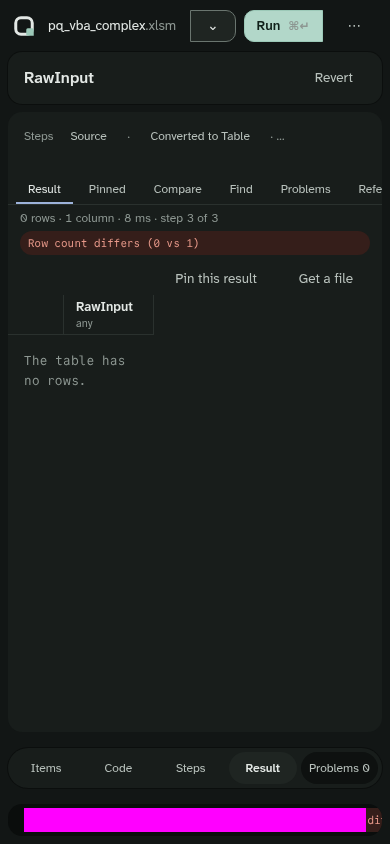 pq_vba_complex.xlsm
Run ⌘↵
RawInput
Revert
Steps Source · Converted to Table · ...
Result Pinned Compare Find Problems Refe
0 rows · 1 column · 8 ms · step 3 of 3
Row count differs (0 vs 1)
Pin this result Get a file
RawInput
any
The table has
no rows.
Items Code Steps Result Problems 0
di